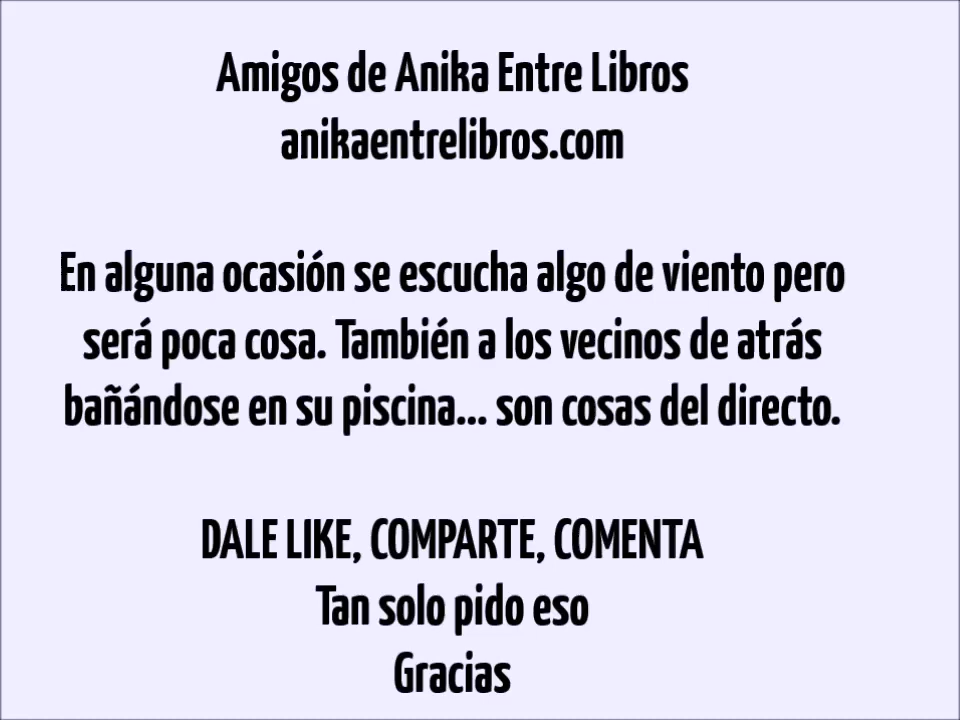 Amigos de Anika Entre Libros
anikaentrelibros.com
En alguna ocasión se escucha algo de viento pero
será poca cosa. También a los vecinos de atrás
bañándose en su piscina... son cosas del directo.
DALE LIKE, COMPARTE, COMENTA
Tan solo pido eso
Gracias